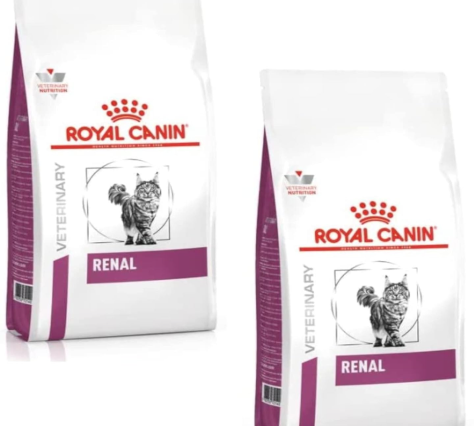 VETERINARY
NUTRITION
ROYAL CANIN
VETERINARY
RENAL
VETERINARY
NUTRITION
ROYAL CANIN
VETERINARY
RENAL